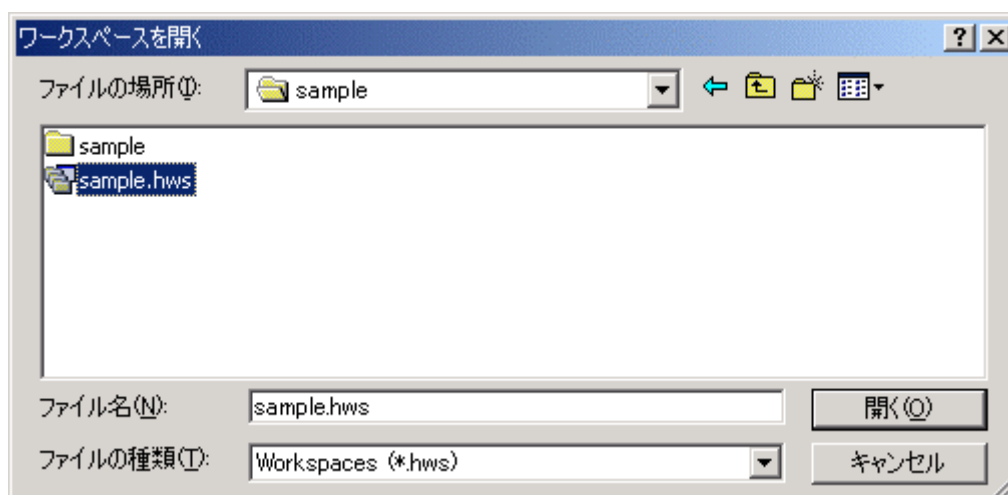 ワークスペースを開く
ファイルの場所(I): sample
sample
sample.hws
ファイル名(N): sample.hws 開く(O)
ファイルの種類(T): Workspaces (*.hws) キャンセル